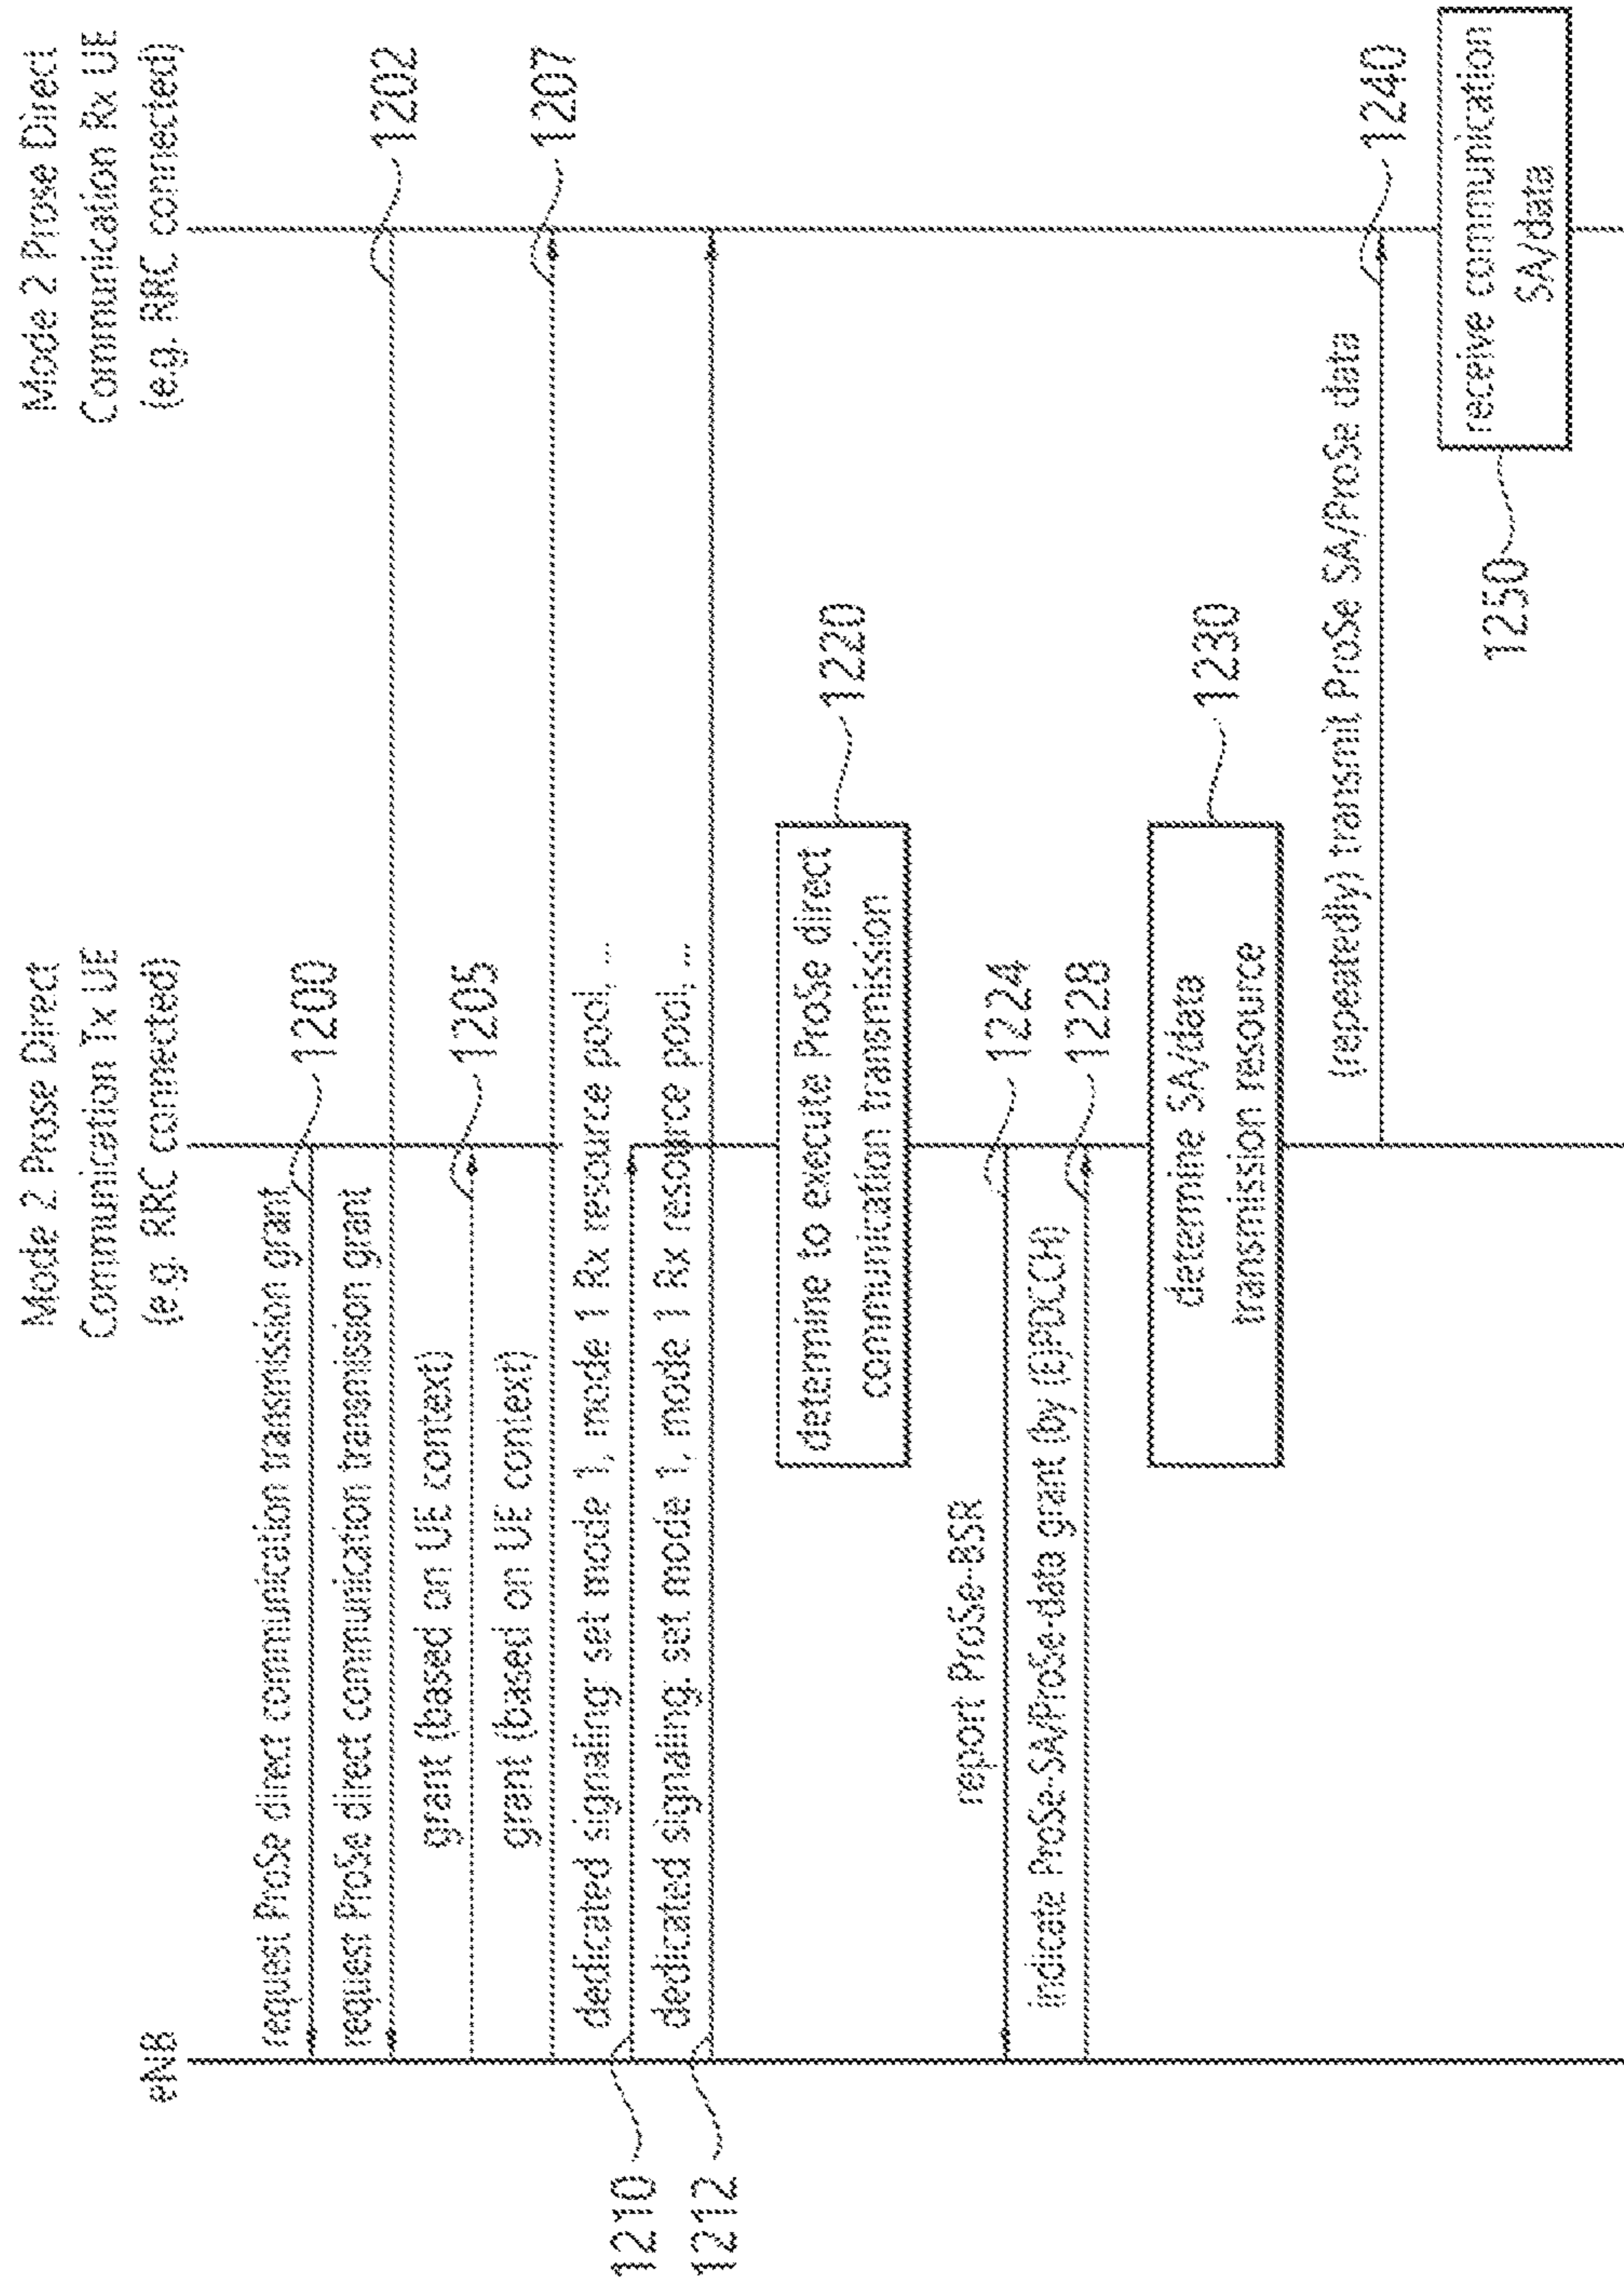 eNB
Mode 2 Prose Direct
Communication Tx UE
(e.g. RRC connected)
Mode 2 Prose Direct
Communication Rx UE
(e.g. RRC connected)
request ProSe direct communication transmission grant
1200
request ProSe direct communication transmission grant
1202
grant (based on UE context)
1205
grant (based on UE context)
1207
dedicated signaling: set mode 1, mode 1 Rx resource pool, ...
1210
dedicated signaling: set mode 1, mode 1 Rx resource pool, ...
1212
determine to execute ProSe direct
communication transmission
1220
report ProSe-BSR
1224
indicate ProSe-SA/ProSe-data grant (by (E)PDCCH)
1228
determine SA/data
transmission resource
1230
(repeatedly) transmit ProSe SA/ProSe data
1240
receive communication
SA/data
1250